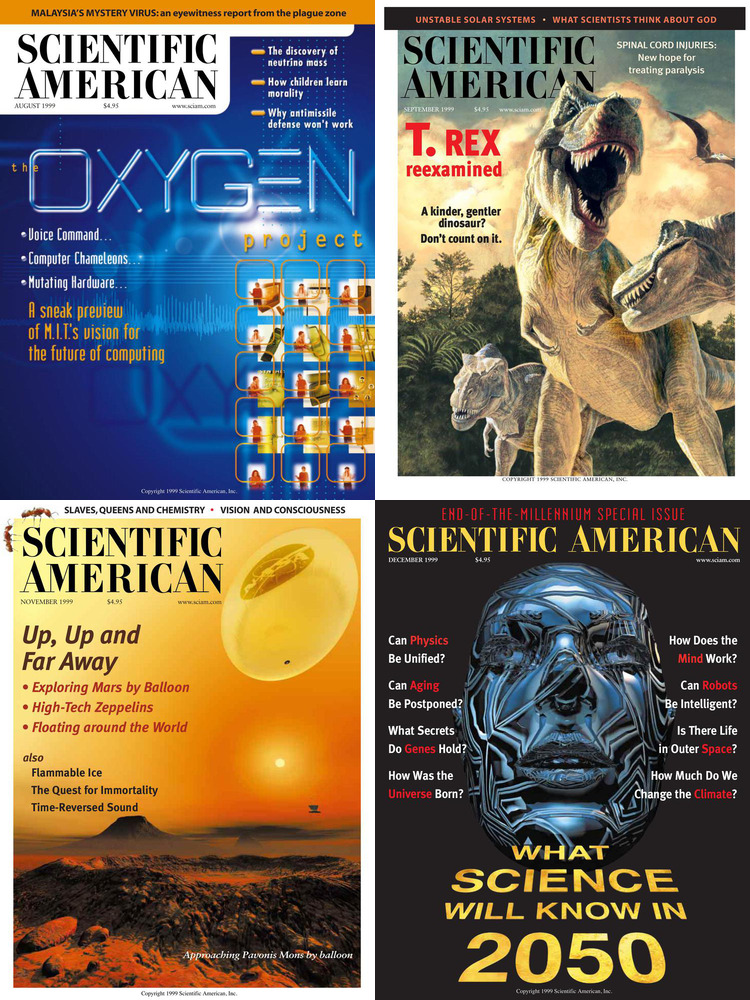 MALAYSIA'S MYSTERY VIRUS: an eyewitness report from the plague zone
SCIENTIFIC
AMERICAN
AUGUST 1999 $4.95 www.sciam.com
The discovery of
neutrino mass
How children learn
morality
Why antimissile
defense won't work
the OXYGEN
project
• Voice Command...
• Computer Chameleons...
• Mutating Hardware...
A sneak preview
of M.I.T.'s vision for
the future of computing
Copyright 1999 Scientific American, Inc.
UNSTABLE SOLAR SYSTEMS • WHAT SCIENTISTS THINK ABOUT GOD
SCIENTIFIC
AMERICAN
SEPTEMBER 1999 $4.95 www.sciam.com
SPINAL CORD INJURIES:
New hope for
treating paralysis
T. REX
reexamined
A kinder, gentler
dinosaur?
Don't count on it.
COPYRIGHT 1999 SCIENTIFIC AMERICAN, INC.
SLAVES, QUEENS AND CHEMISTRY • VISION AND CONSCIOUSNESS
SCIENTIFIC
AMERICAN
NOVEMBER 1999 $4.95 www.sciam.com
Up, Up and
Far Away
• Exploring Mars by Balloon
• High-Tech Zeppelins
• Floating around the World
also
Flammable Ice
The Quest for Immortality
Time-Reversed Sound
Approaching Pavonis Mons by balloon
Copyright 1999 Scientific American, Inc.
END-OF-THE-MILLENNIUM SPECIAL ISSUE
SCIENTIFIC AMERICAN
DECEMBER 1999 $4.95 www.sciam.com
Can Physics
Be Unified?
Can Aging
Be Postponed?
What Secrets
Do Genes Hold?
How Was the
Universe Born?
How Does the
Mind Work?
Can Robots
Be Intelligent?
Is There Life
in Outer Space?
How Much Do We
Change the Climate?
WHAT
SCIENCE
WILL KNOW IN
2050
Copyright 1999 Scientific American, Inc.